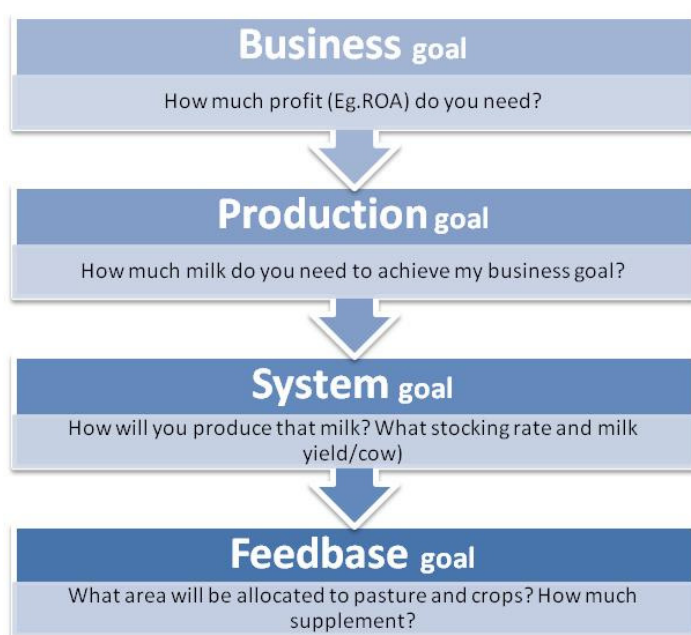 Business goal
How much profit (Eg.ROA) do you need?
Production goal
How much milk do you need to achieve my business goal?
System goal
How will you produce that milk? What stocking rate and milk
yield/cow)
Feedbase goal
What area will be allocated to pasture and crops? How much
supplement?